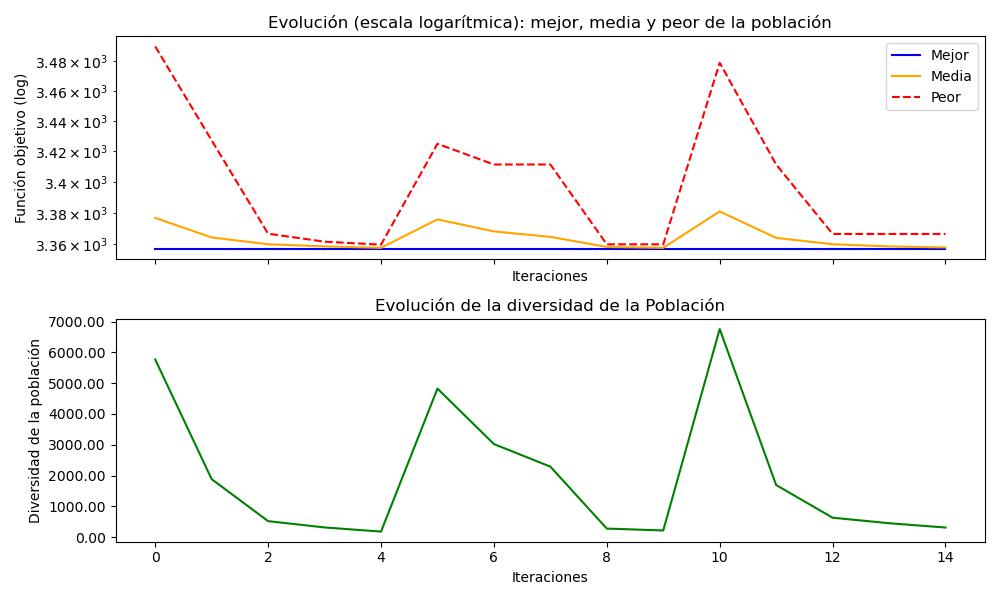 Evolución (escala logarítmica): mejor, media y peor de la población
Función objetivo (log)
3.48 × 10³
3.46 × 10³
3.44 × 10³
3.42 × 10³
3.4 × 10³
3.38 × 10³
3.36 × 10³
Mejor
Media
Peor
Iteraciones
Evolución de la diversidad de la Población
Diversidad de la población
7000.00
6000.00
5000.00
4000.00
3000.00
2000.00
1000.00
0.00
0 2 4 6 8 10 12 14
Iteraciones